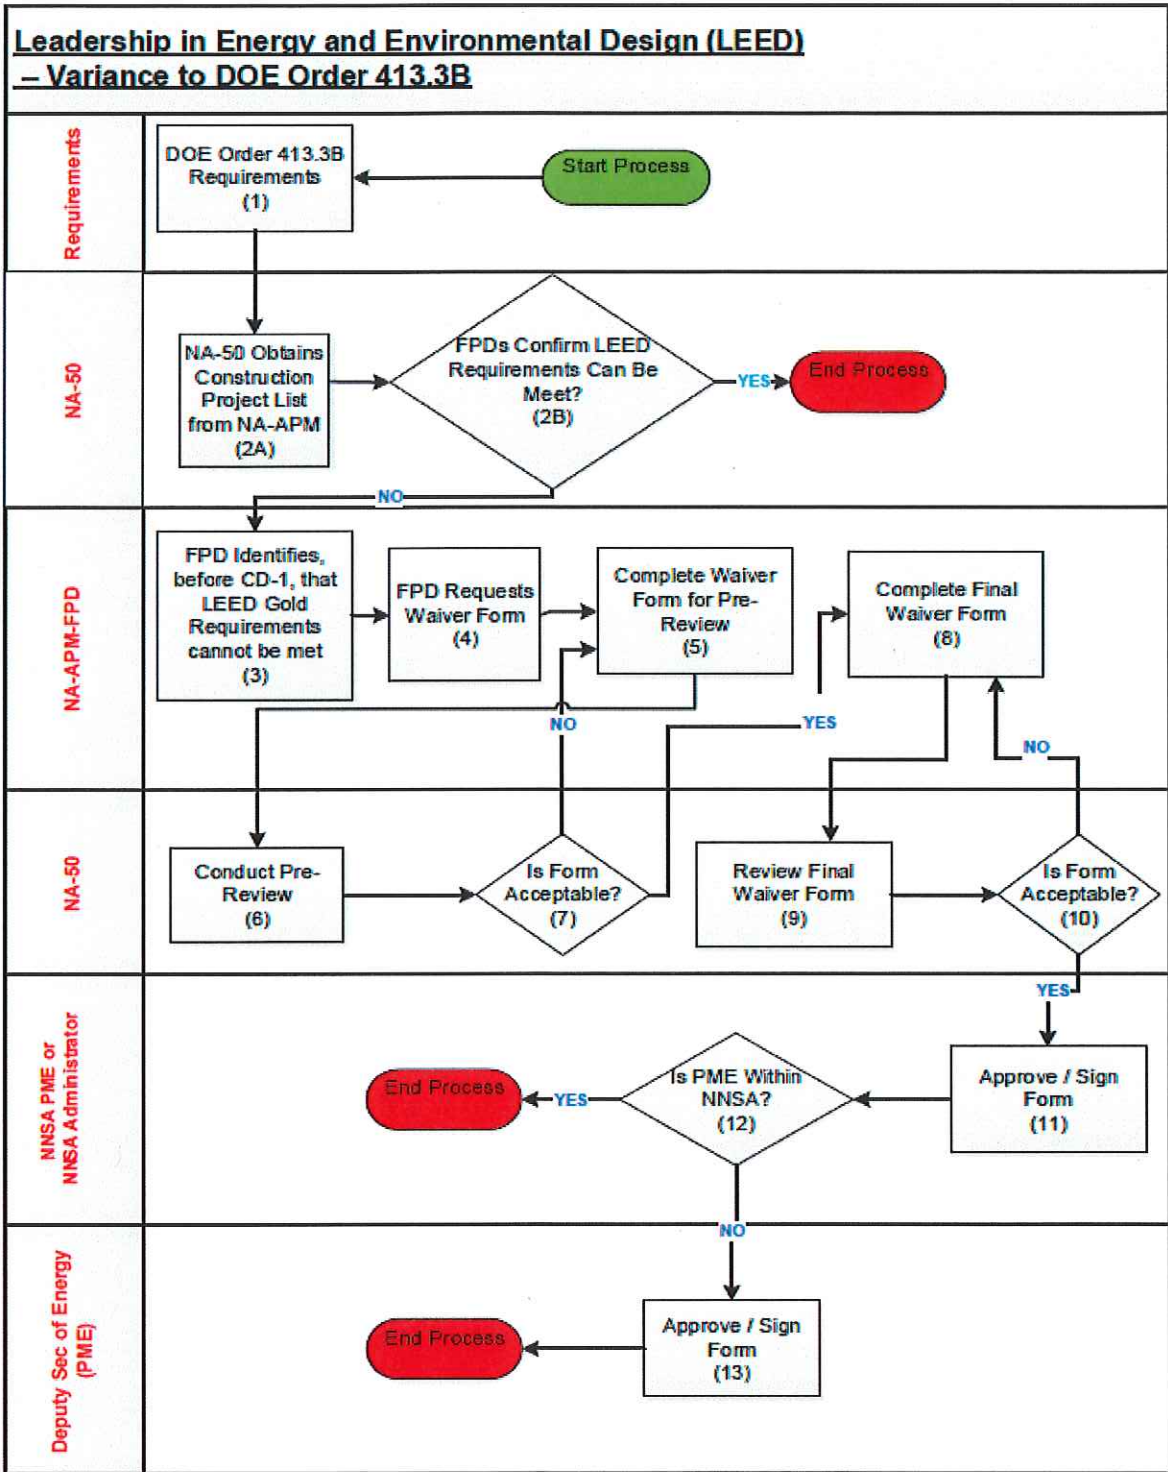 Leadership in Energy and Environmental Design (LEED)
– Variance to DOE Order 413.3B
Requirements
DOE Order 413.3B
Requirements
(1)
Start Process
NA-50
NA-50 Obtains
Construction
Project List
from NA-APM
(2A)
FPDs Confirm LEED
Requirements Can Be
Meet?
(2B)
YES
End Process
NO
NA-APM-FPD
FPD Identifies,
before CD-1, that
LEED Gold
Requirements
cannot be met
(3)
FPD Requests
Waiver Form
(4)
Complete Waiver
Form for Pre-
Review
(5)
Complete Final
Waiver Form
(8)
NO
YES
NO
NA-50
Conduct Pre-
Review
(6)
Is Form
Acceptable?
(7)
Review Final
Waiver Form
(9)
Is Form
Acceptable?
(10)
YES
NNSA PME or
NNSA Administrator
End Process
YES
Is PME Within
NNSA?
(12)
Approve / Sign
Form
(11)
NO
Deputy Sec of Energy
(PME)
End Process
Approve / Sign
Form
(13)